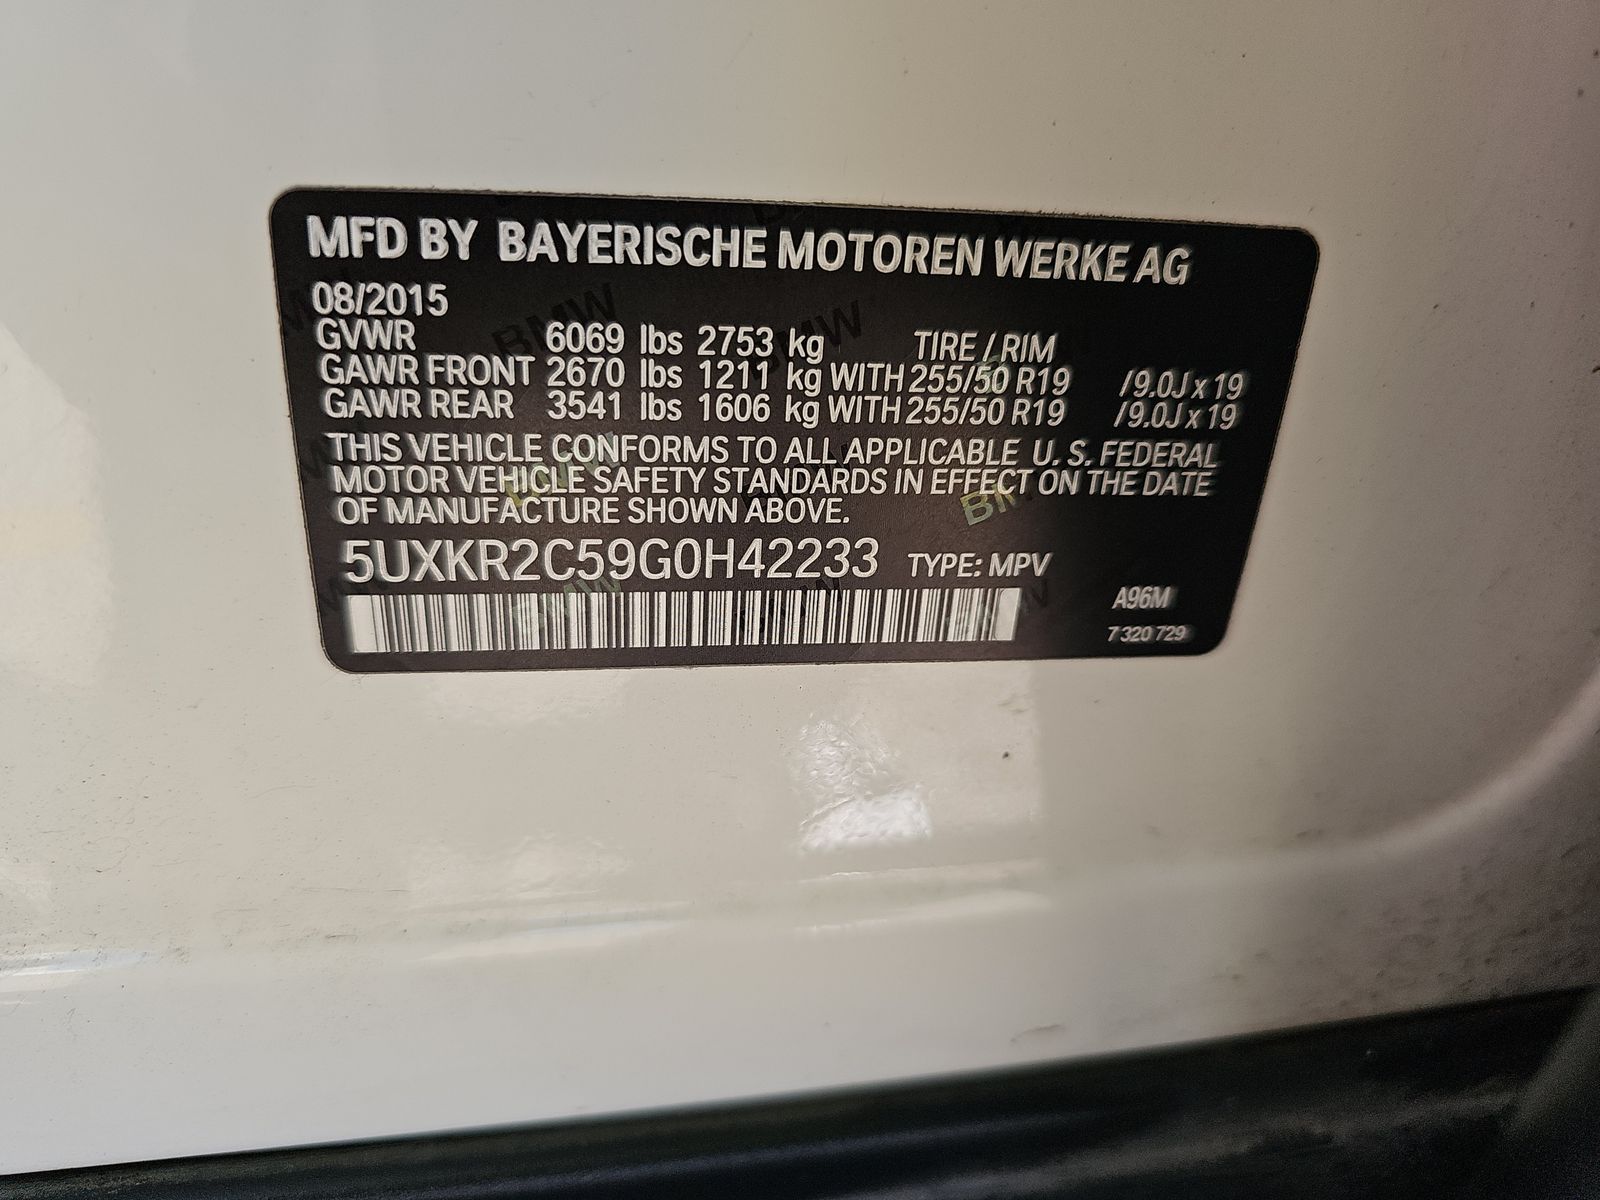 MFD BY BAYERISCHE MOTOREN WERKE AG
08/2015
GVWR 6069 lbs 2753 kg TIRE / RIM
GAWR FRONT 2670 lbs 1211 kg WITH 255/50 R19 /9.0J x 19
GAWR REAR 3541 lbs 1606 kg WITH 255/50 R19 /9.0J x 19
THIS VEHICLE CONFORMS TO ALL APPLICABLE U. S. FEDERAL
MOTOR VEHICLE SAFETY STANDARDS IN EFFECT ON THE DATE
OF MANUFACTURE SHOWN ABOVE.
5UXKR2C59G0H42233 TYPE: MPV
A96M
7 320 729